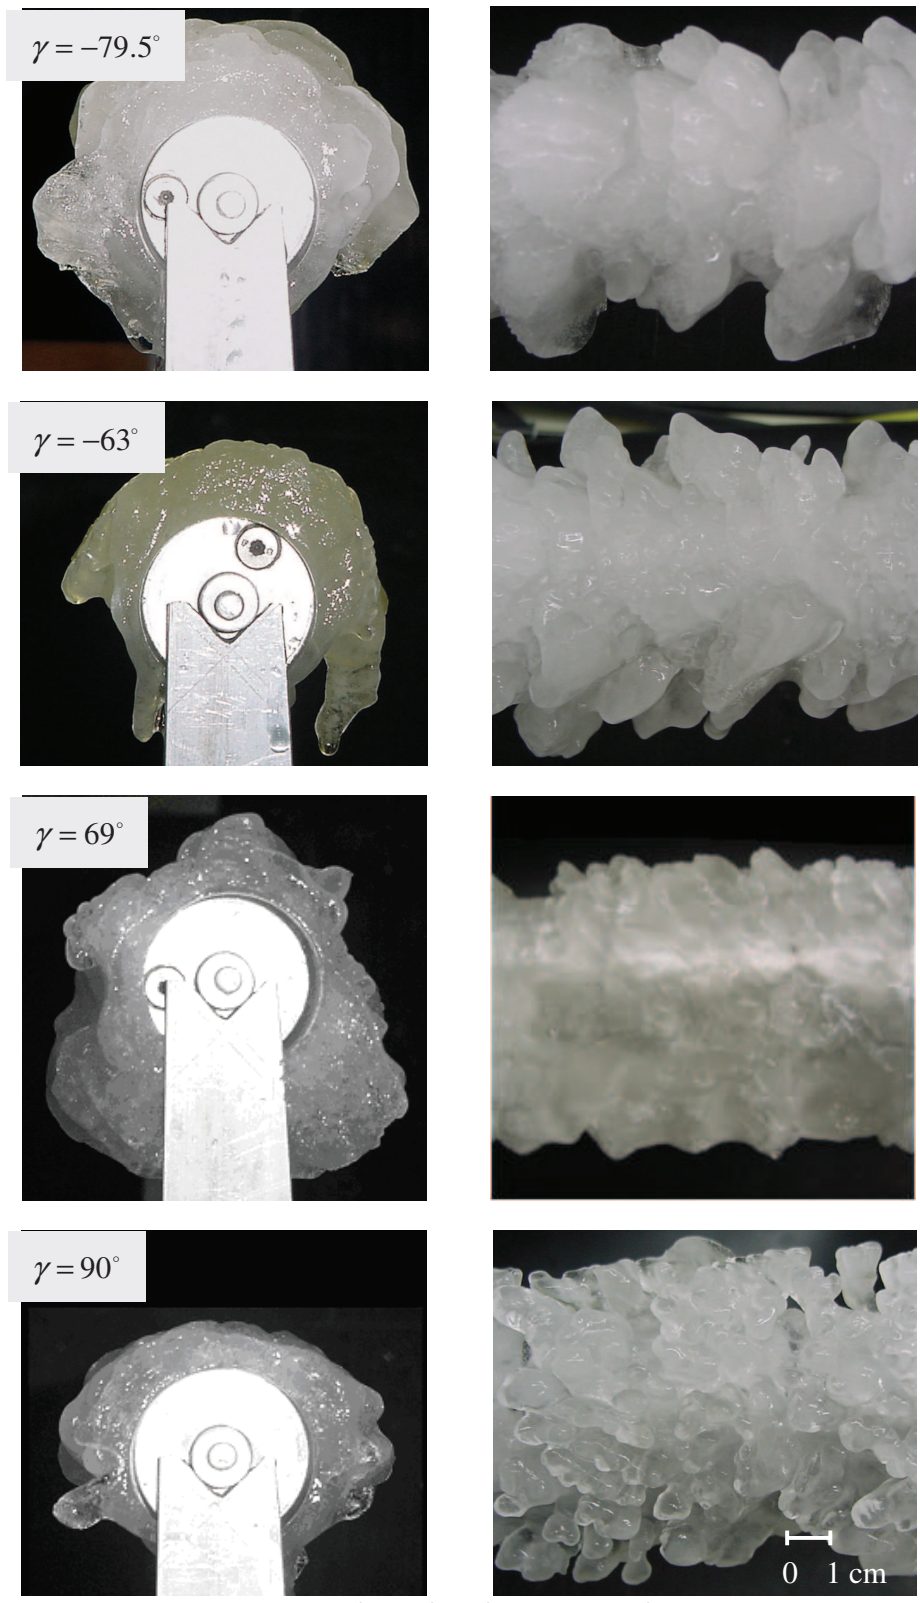 γ = −79.5°
γ = −63°
γ = 69°
γ = 90°
0 1 cm